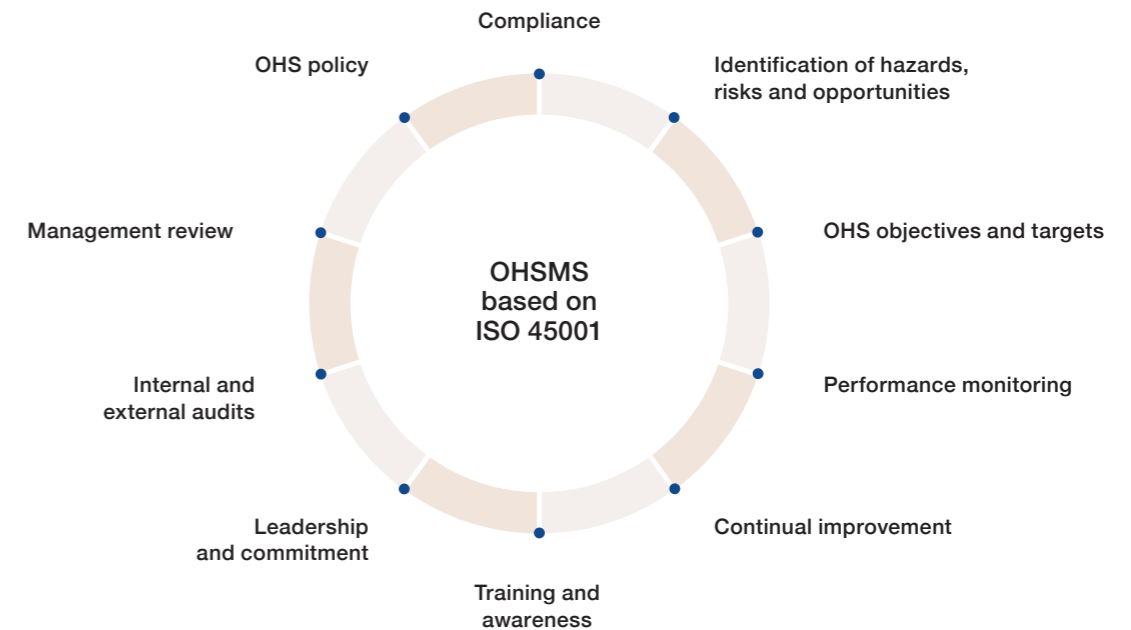 Compliance
OHS policy
Identification of hazards,
risks and opportunities
Management review
OHS objectives and targets
OHSMS
based on
ISO 45001
Internal and
external audits
Performance monitoring
Leadership
and commitment
Continual improvement
Training and
awareness